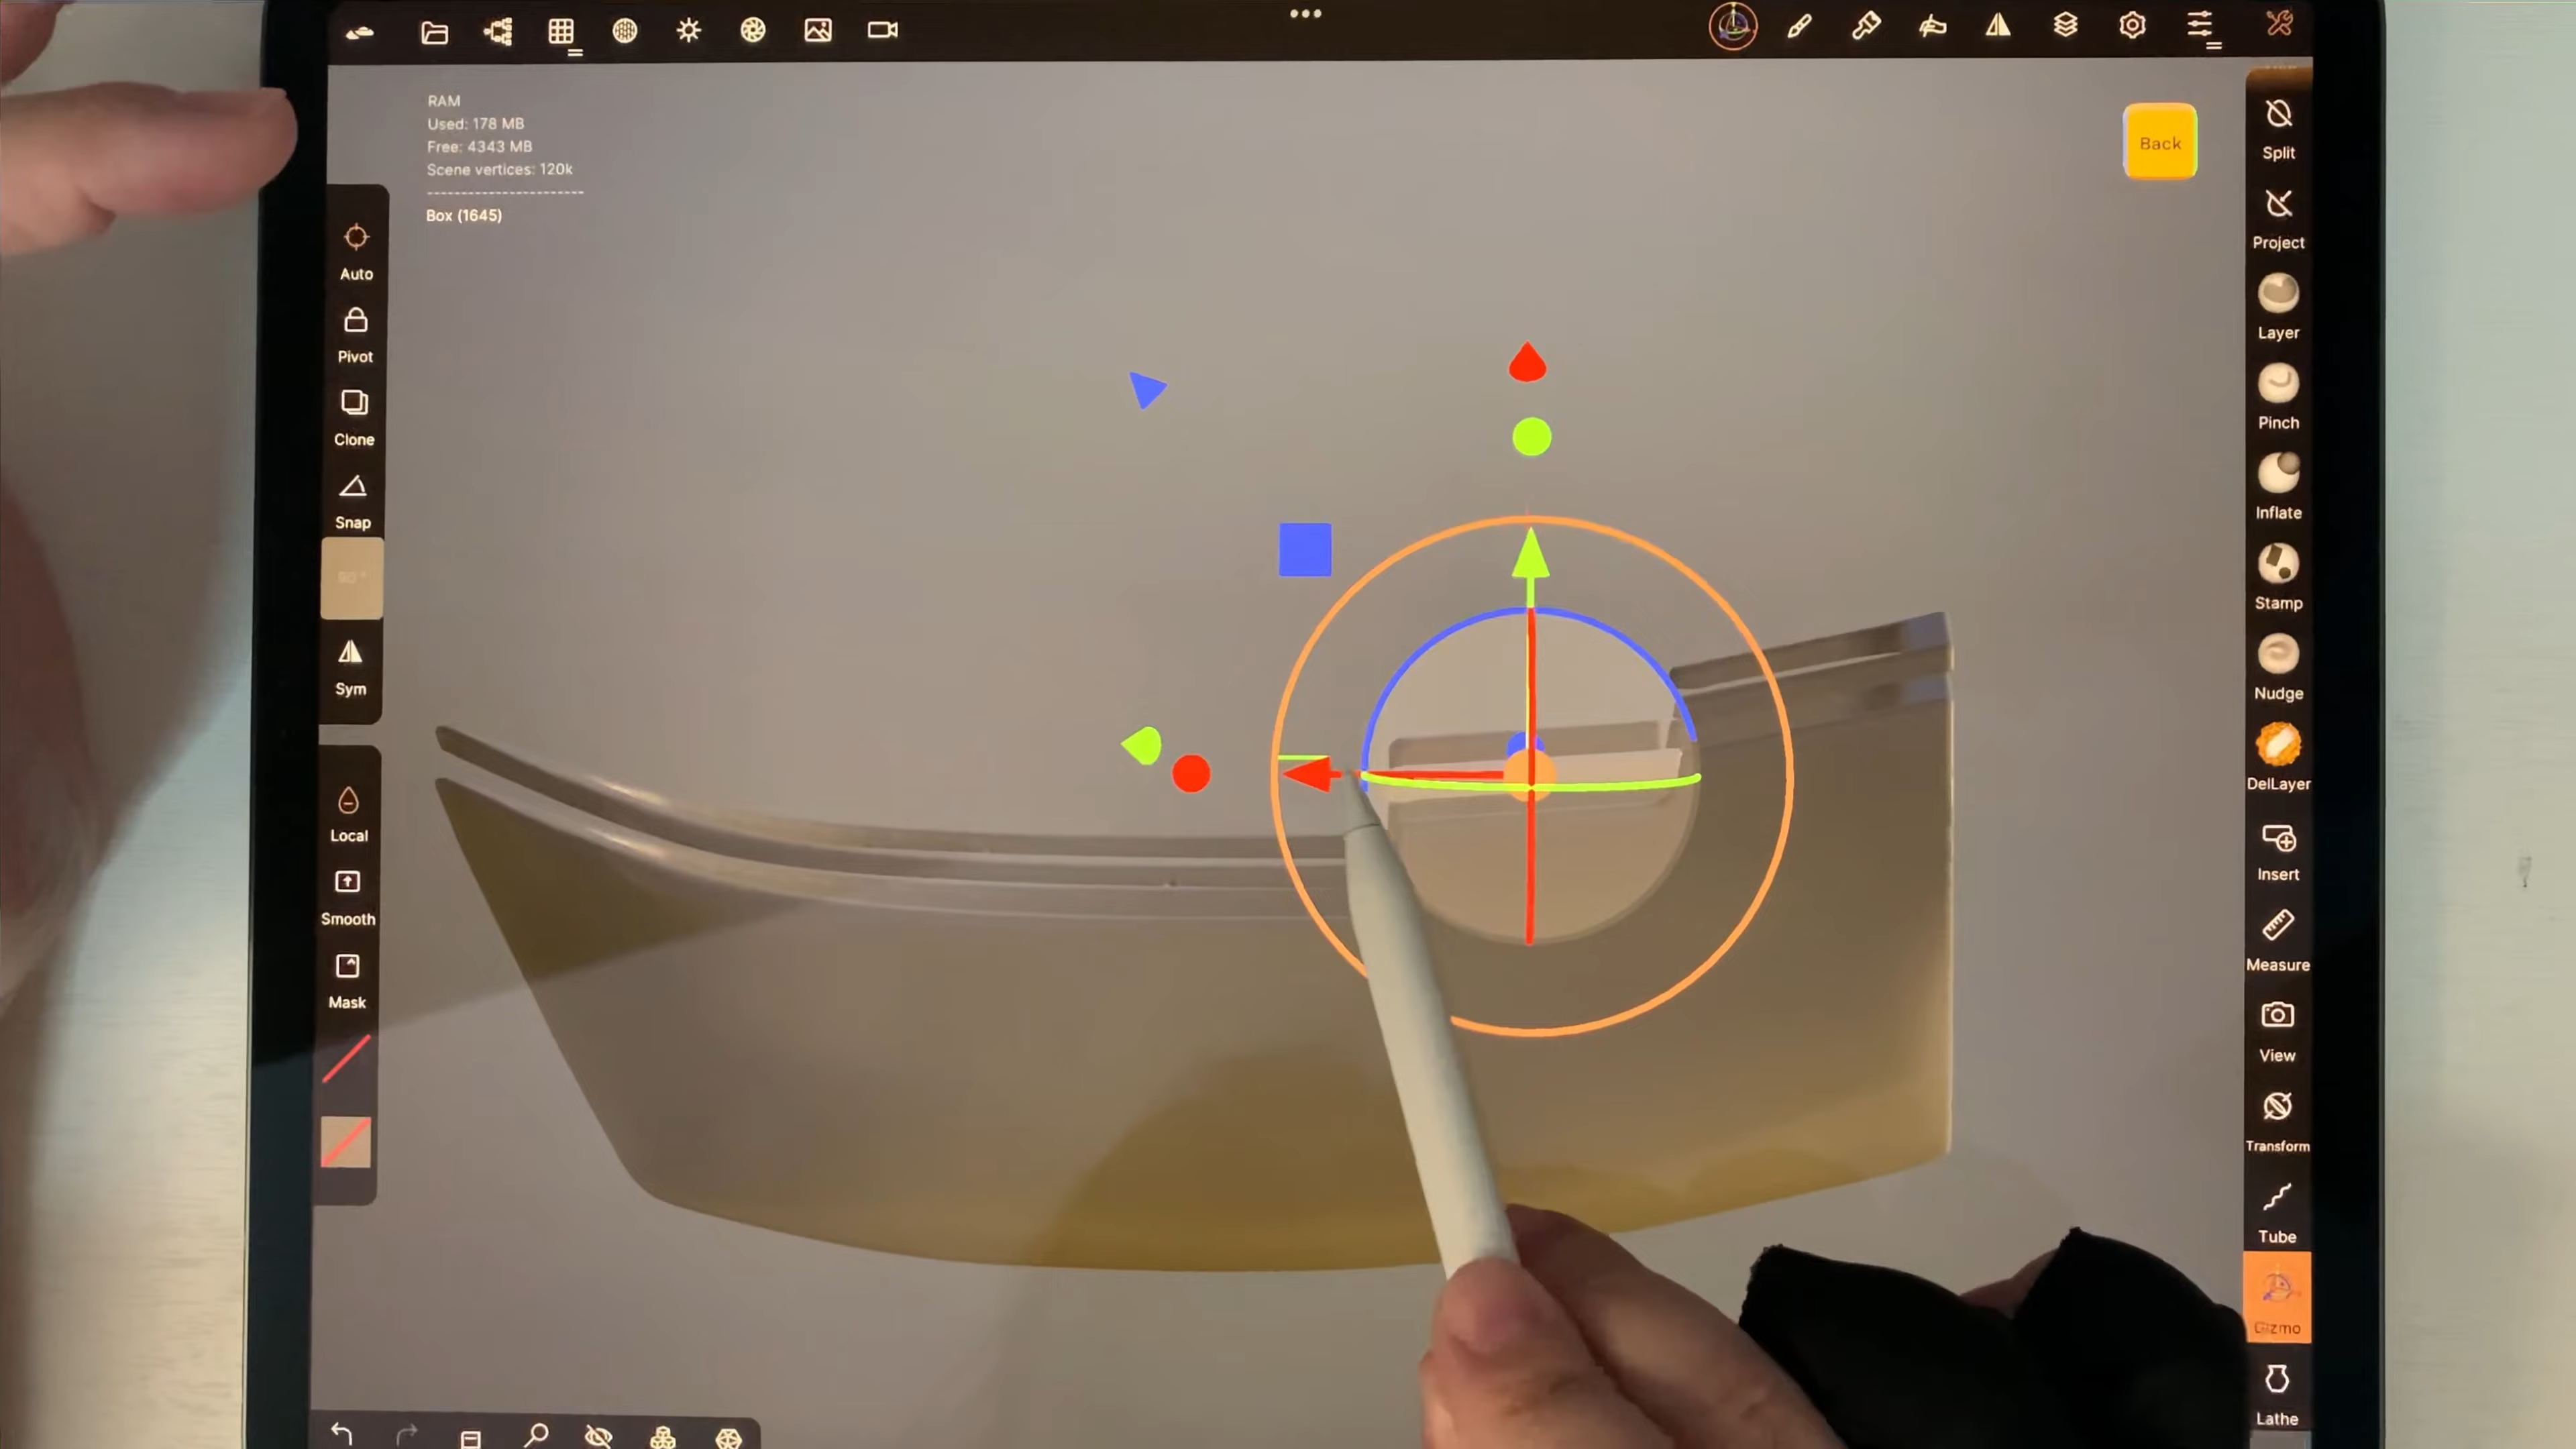 RAM
Used: 178 MB
Free: 4343 MB
Scene vertices: 120k
Box (1645)
Back
Auto
Pivot
Clone
Snap
90°
Sym
Local
Smooth
Mask
Split
Project
Layer
Pinch
Inflate
Stamp
Nudge
DelLayer
Insert
Measure
View
Transform
Tube
Gizmo
Lathe